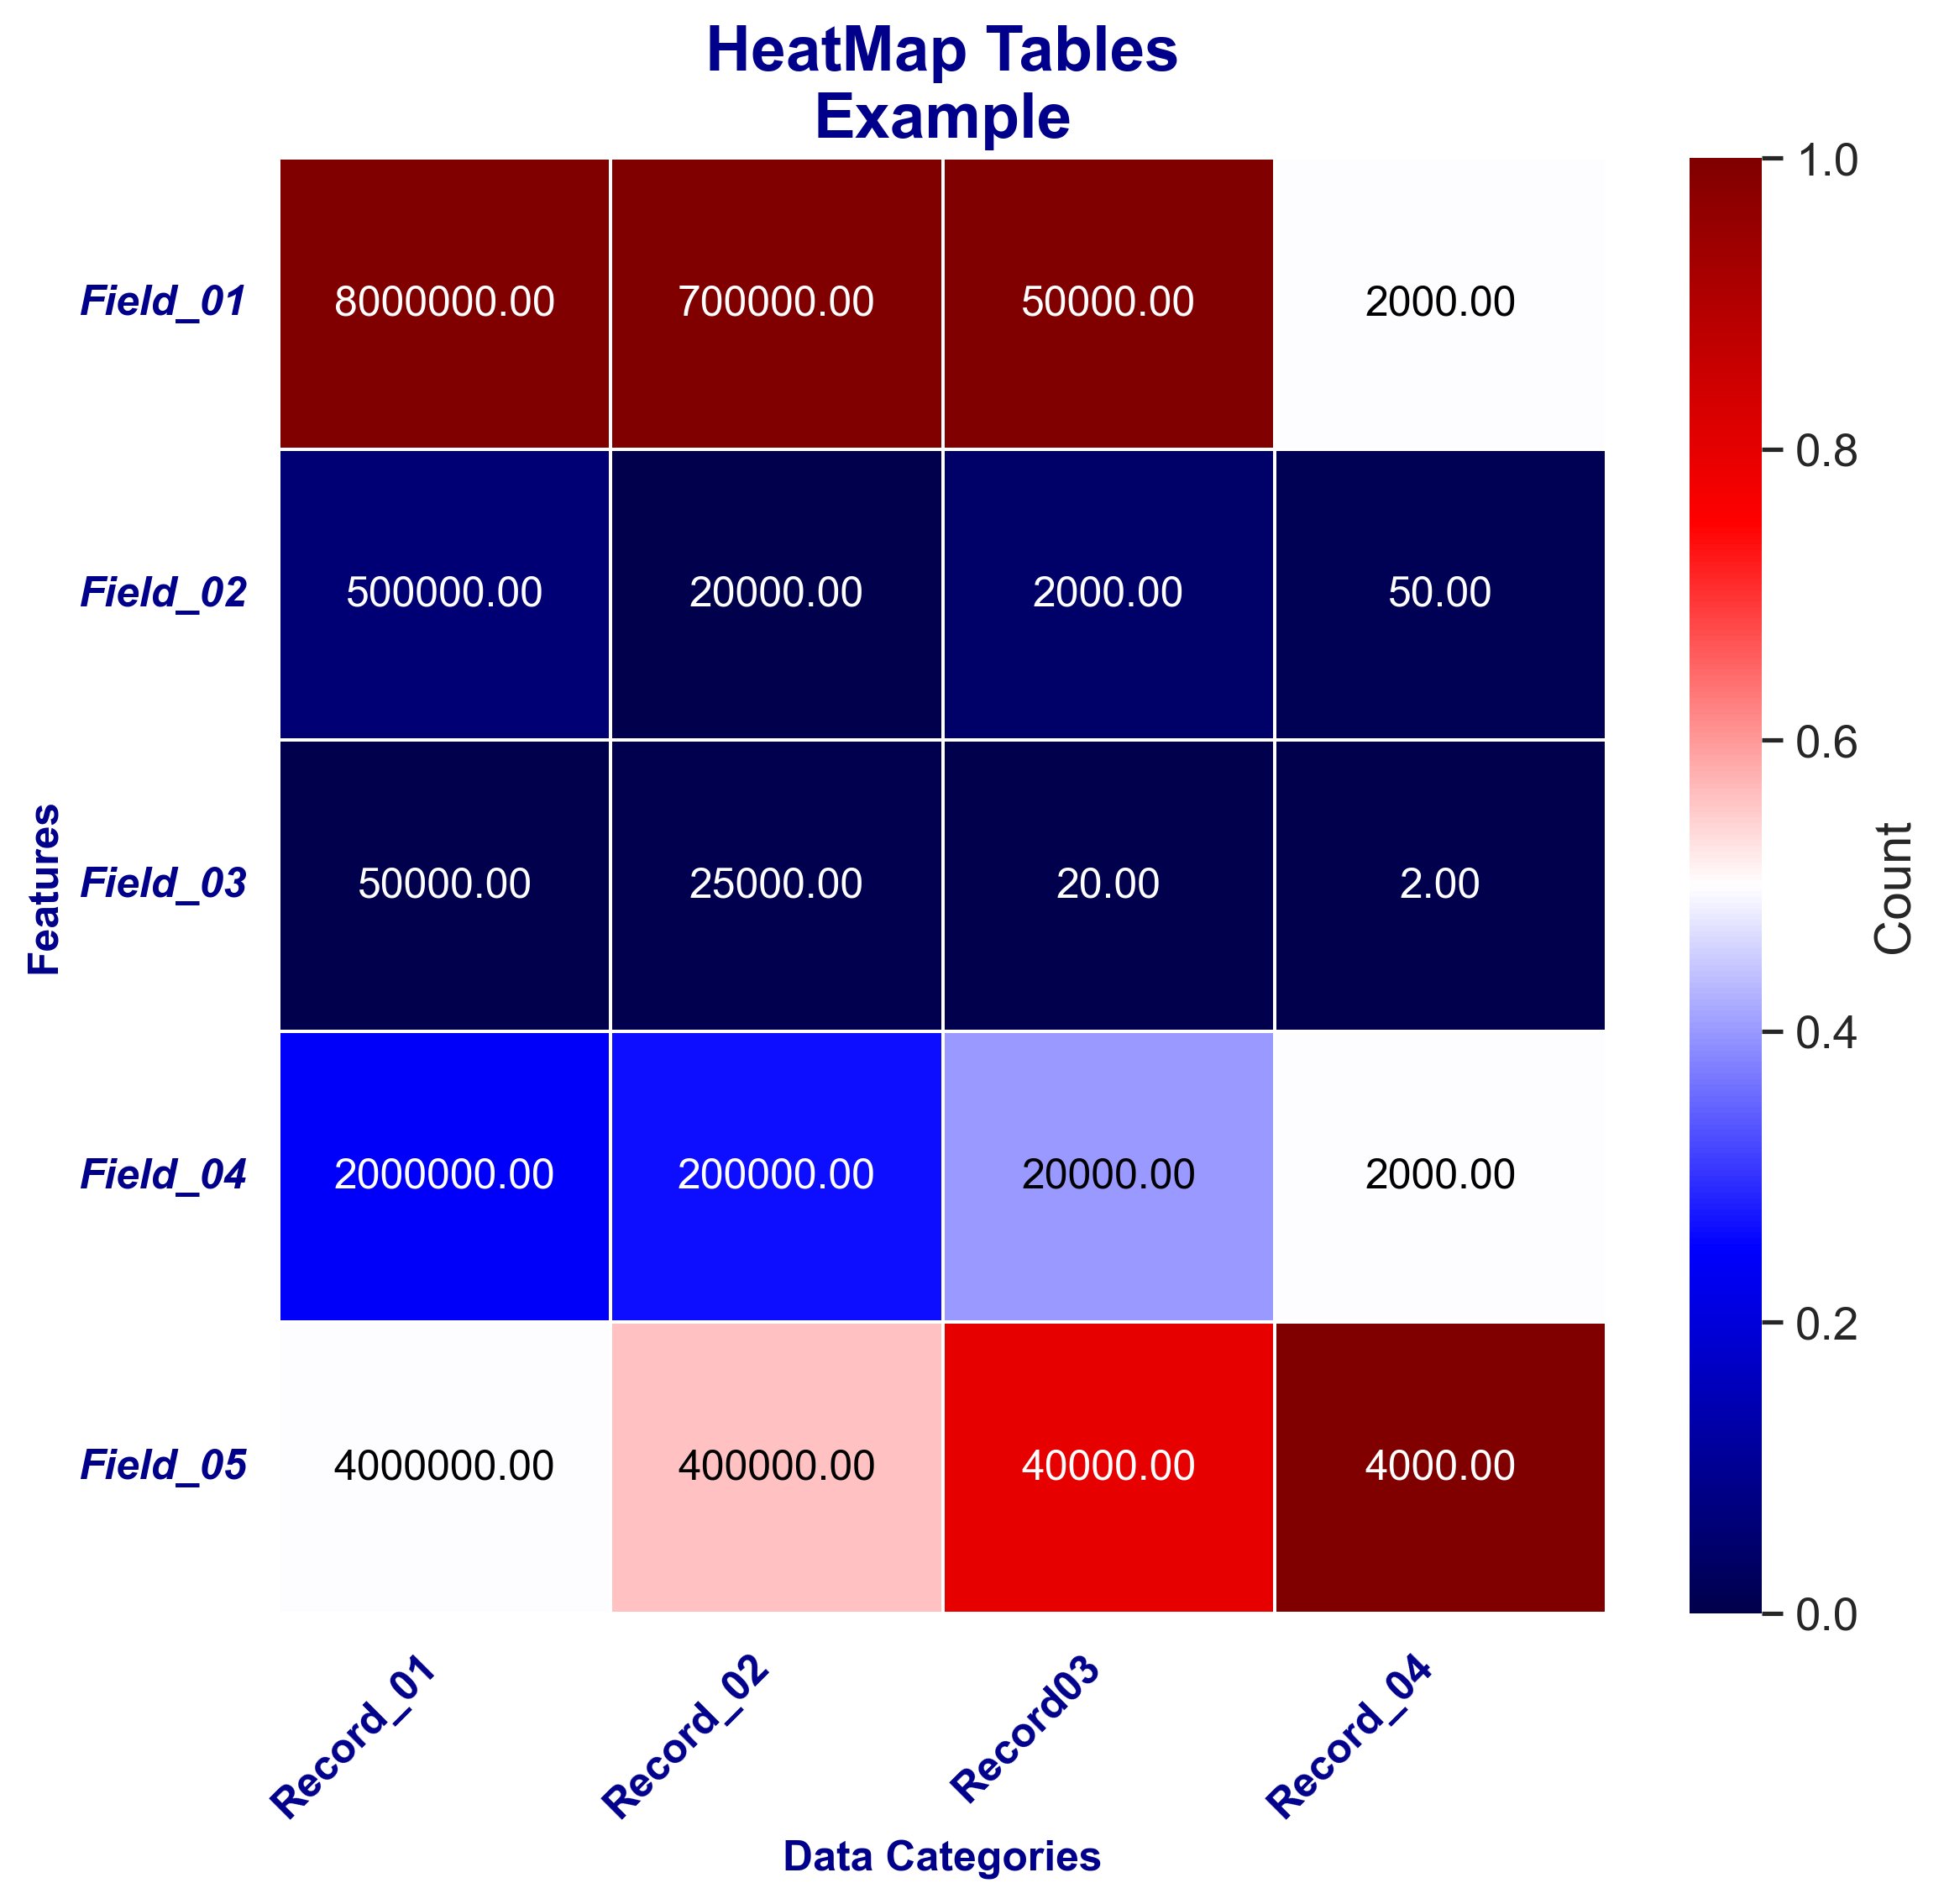 HeatMap Tables
Example
Field_01
8000000.00 700000.00 50000.00 2000.00
Field_02
500000.00 20000.00 2000.00 50.00
Field_03
50000.00 25000.00 20.00 2.00
Field_04
2000000.00 200000.00 20000.00 2000.00
Field_05
4000000.00 400000.00 40000.00 4000.00
Features
Record_01
Record_02
Record03
Record_04
Data Categories
1.0
0.8
0.6
0.4
0.2
0.0
Count